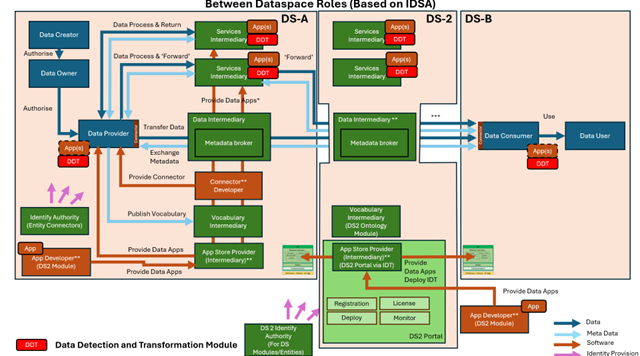 Between Dataspace Roles (Based on IDSA)
DS-A
DS-2
DS-B
Data Creator
Authorise
Data Owner
Authorise
Data Provider
App(s)
DDT
Data Process & Return
Data Process & 'Forward'
Services
Intermediary
App(s)
DDT
Services
Intermediary
App(s)
DDT
'Forward'
Provide Data Apps*
Transfer Data
Exchange
Metadata
Data Intermediary
Metadata broker
Provide Connector
Connector**
Developer
Publish Vocabulary
Vocabulary
Intermediary
Identify Authority
(Entity Connectors)
App
App Developer**
(DS2 Module)
Provide Data Apps
Provide Data Apps
App Store Provider
(Intermediary)**
Services
Intermediary
App(s)
DDT
Services
Intermediary
App(s)
DDT
Data Intermediary **
Metadata broker
***
Data Consumer
App(s)
DDT
Use
Data User
Vocabulary
Intermediary
(DS2 Ontology
Module)
App Store Provider
(Intermediary)**
(DS2 Portal via IDT)
Provide
Data Apps
Deploy IDT
Registration
License
Deploy
Monitor
DS2 Portal
Provide Data Apps
App
App Developer**
(DS2 Module)
DS 2 Identify
Authority
(For DS
Modules/Entities)
DDT
Data Detection and Transformation Module
Data
Meta Data
Software
Identity Provision